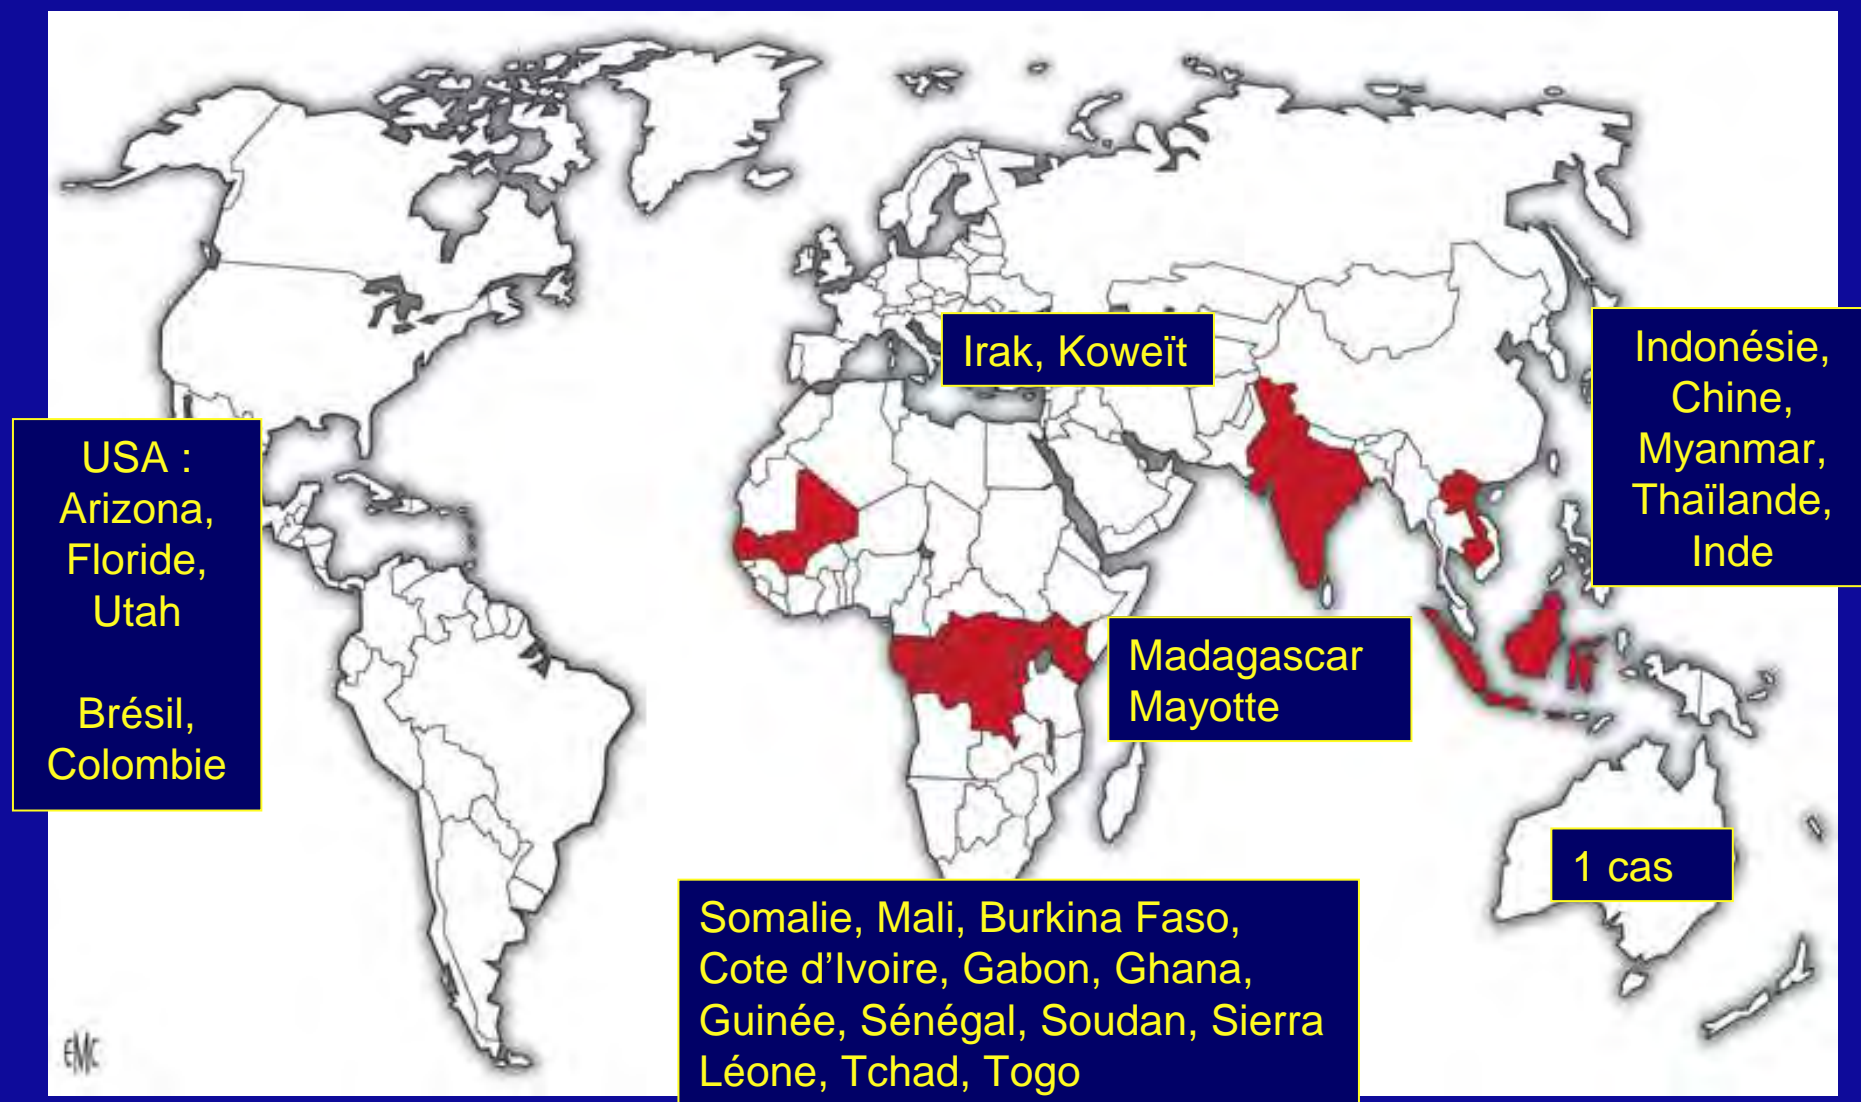 Irak, Koweït
Indonésie,
Chine,
Myanmar,
Thaïlande,
Inde
USA :
Arizona,
Floride,
Utah
Brésil,
Colombie
Madagascar
Mayotte
1 cas
Somalie, Mali, Burkina Faso,
Cote d’Ivoire, Gabon, Ghana,
Guinée, Sénégal, Soudan, Sierra
Léone, Tchad, Togo
EMC